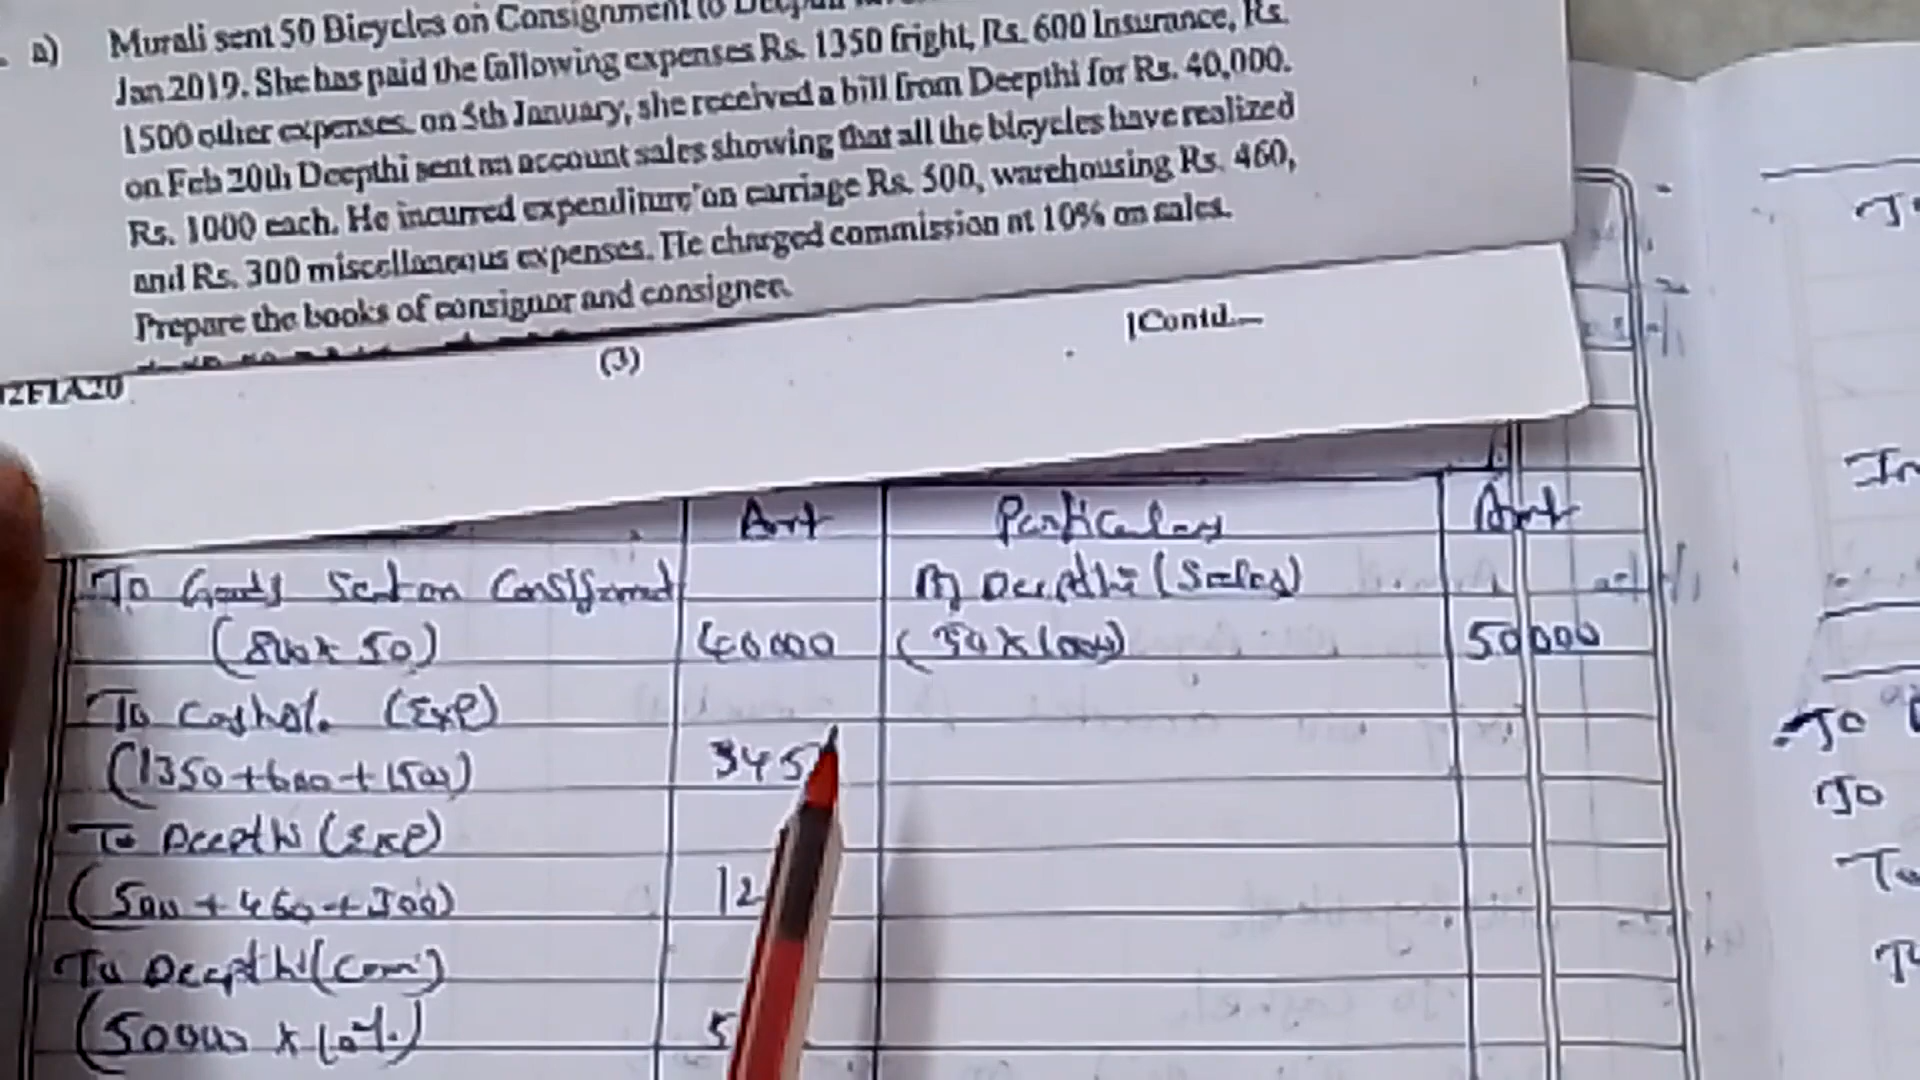 a) Murali sent 50 Bicycles on Consignment to
Jan 2019. She has paid the following expenses Rs. 1350 fright, Rs. 600 Insurance, Rs.
1500 other expenses. on 5th January, she received a bill from Deepthi for Rs. 40,000.
on Feb 20th Deepthi sent an account sales showing that all the bicycles have realized
Rs. 1000 each. He incurred expenditure on carriage Rs. 500, warehousing Rs. 460,
and Rs. 300 miscellaneous expenses. He charged commission at 10% on sales.
Prepare the books of consignor and consignee.
(3)
[Contd....
Amt Particulars Amt
To Goods Sent on Consignment By Deepthi (Sales)
(800 x 50) 40000 (50 x 1000) 50000
To Cash a/c (Exp)
(1350+600+1500) 345
To Deepthi (Exp)
(500 + 460 + 300) 12
To Deepthi (Com)
(50000 x 10%) 5
To
To